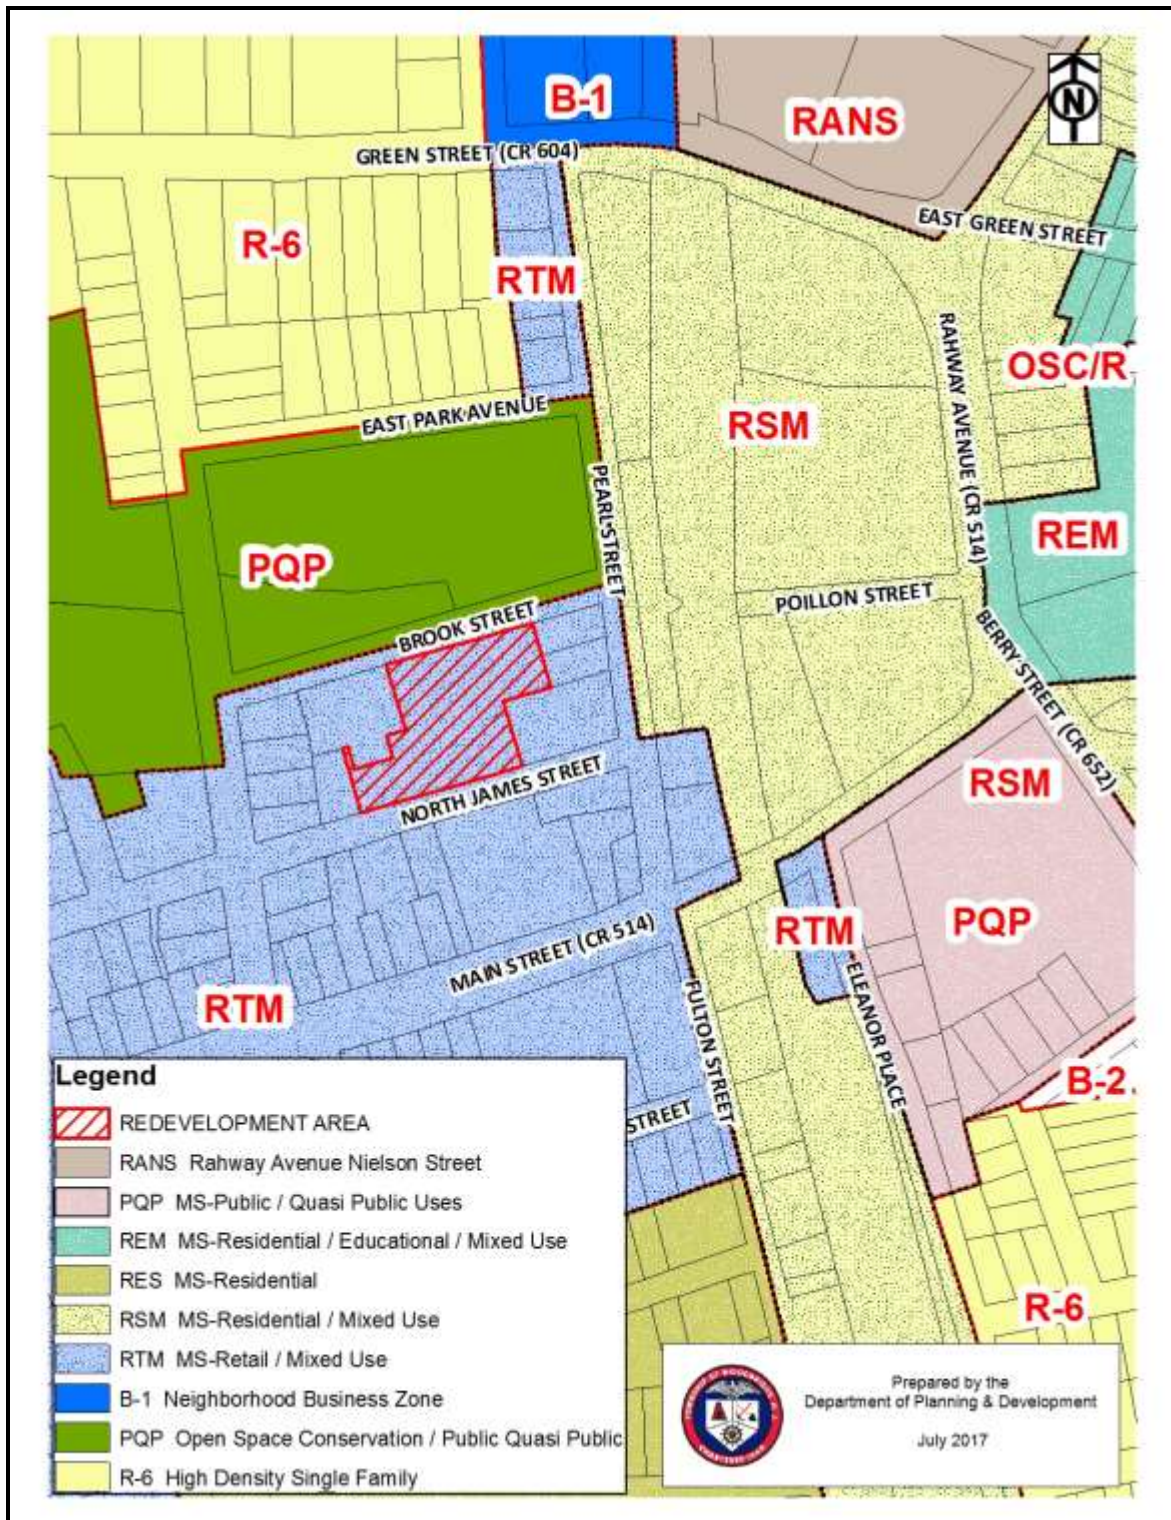 B-1
RANS
N
GREEN STREET (CR 604)
EAST GREEN STREET
R-6
RTM
RAHWAY AVENUE (CR 514)
OSC/R
EAST PARK AVENUE
RSM
PEARL STREET
REM
PQP
POILLON STREET
BROOK STREET
BERRY STREET (CR 652)
NORTH JAMES STREET
RSM
PQP
RTM
MAIN STREET (CR 514)
RTM
ELEANOR PLACE
FULTON STREET
B-2
STREET
R-6
Legend
REDEVELOPMENT AREA
RANS Rahway Avenue Nielson Street
PQP MS-Public / Quasi Public Uses
REM MS-Residential / Educational / Mixed Use
RES MS-Residential
RSM MS-Residential / Mixed Use
RTM MS-Retail / Mixed Use
B-1 Neighborhood Business Zone
PQP Open Space Conservation / Public Quasi Public
R-6 High Density Single Family
Prepared by the
Department of Planning & Development
July 2017